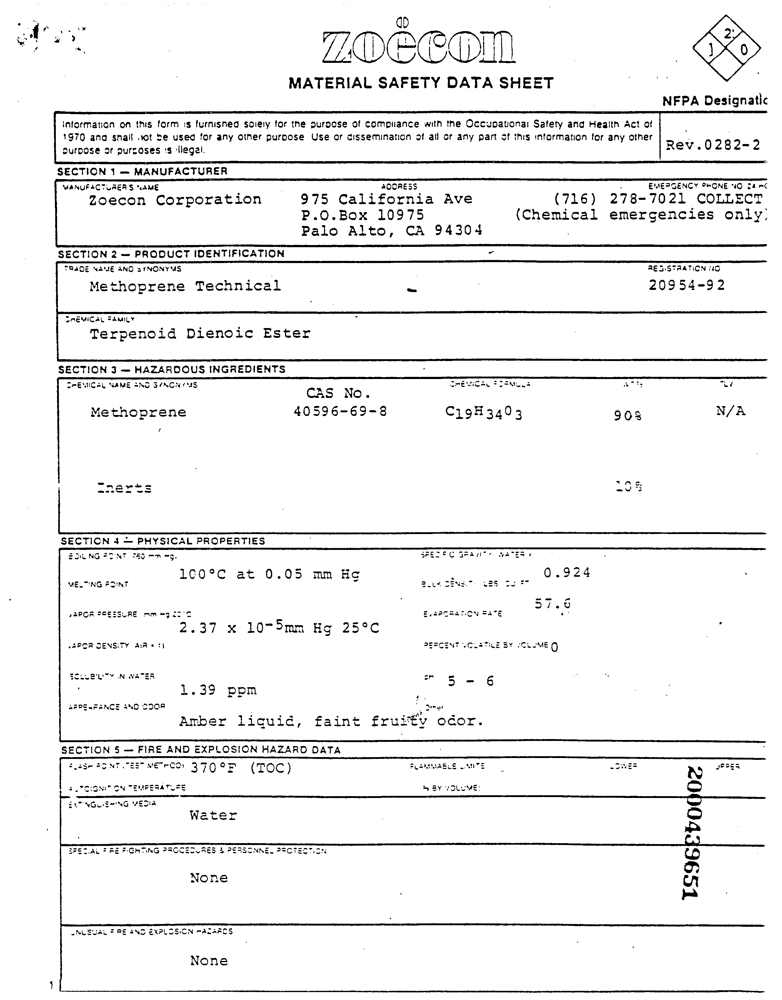 zoëcon
2
1 0
MATERIAL SAFETY DATA SHEET
NFPA Designatio
Information on this form is furnished solely for the purpose of compliance with the Occupational Safety and Health Act of
1970 and shall not be used for any other purpose. Use or dissemination of all or any part of this information for any other
purpose or purposes is illegal.
Rev.0282-2
SECTION 1 — MANUFACTURER
MANUFACTURER'S NAME ADDRESS EMERGENCY PHONE NO 24 HO
Zoecon Corporation 975 California Ave (716) 278-7021 COLLECT
P.O.Box 10975 (Chemical emergencies only)
Palo Alto, CA 94304
SECTION 2 — PRODUCT IDENTIFICATION
TRADE NAME AND SYNONYMS REGISTRATION NO
Methoprene Technical 20954-92
CHEMICAL FAMILY
Terpenoid Dienoic Ester
SECTION 3 — HAZARDOUS INGREDIENTS
CHEMICAL NAME AND SYNONYMS CAS No. CHEMICAL FORMULA WT% TLV
Methoprene 40596-69-8 C19H34O3 90% N/A
Inerts 10%
SECTION 4 — PHYSICAL PROPERTIES
BOILING POINT 760 mm Hg. SPECIFIC GRAVITY WATER
100°C at 0.05 mm Hg 0.924
MELTING POINT BULK DENSITY LBS CU FT
57.6
VAPOR PRESSURE mm Hg 20°C EVAPORATION RATE
2.37 x 10-5mm Hg 25°C
VAPOR DENSITY AIR = 1) PERCENT VOLATILE BY VOLUME 0
SOLUBILITY IN WATER pH 5 - 6
1.39 ppm
APPEARANCE AND ODOR Other
Amber liquid, faint fruity odor.
SECTION 5 — FIRE AND EXPLOSION HAZARD DATA
FLASH POINT (TEST METHOD) 370°F (TOC) FLAMMABLE LIMITS LOWER UPPER
AUTOIGNITION TEMPERATURE % BY VOLUME:
EXTINGUISHING MEDIA
Water
SPECIAL FIRE FIGHTING PROCEDURES & PERSONNEL PROTECTION
None
UNUSUAL FIRE AND EXPLOSION HAZARDS
None
2000439651
1